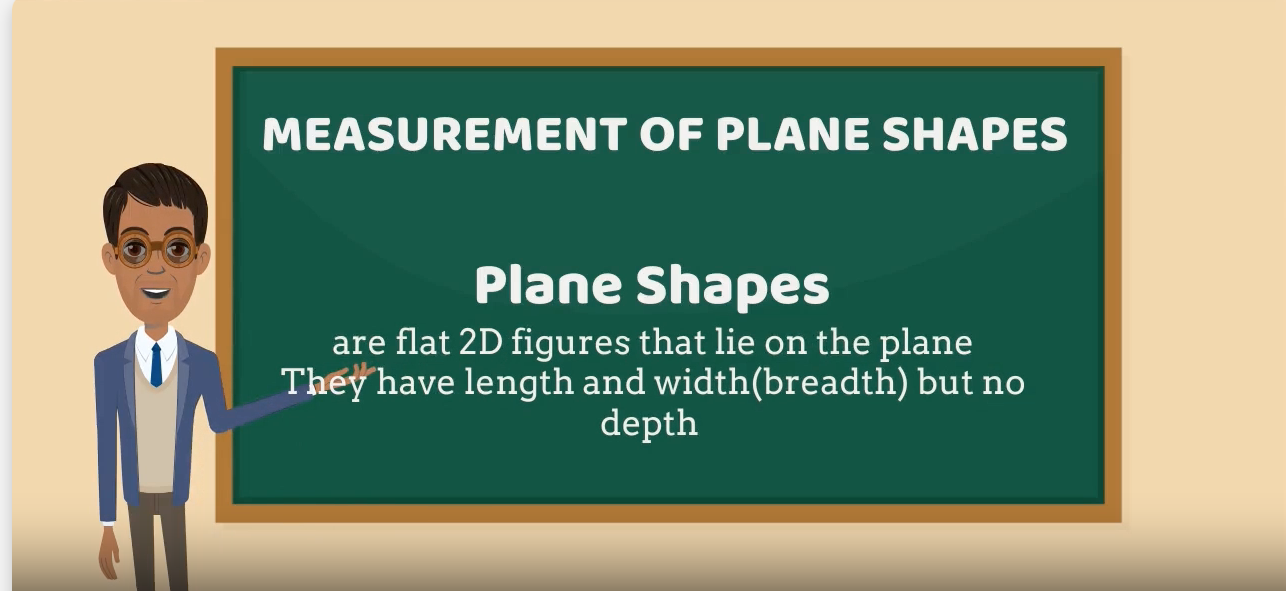 MEASUREMENT OF PLANE SHAPES
Plane Shapes
are flat 2D figures that lie on the plane
They have length and width(breadth) but no
depth